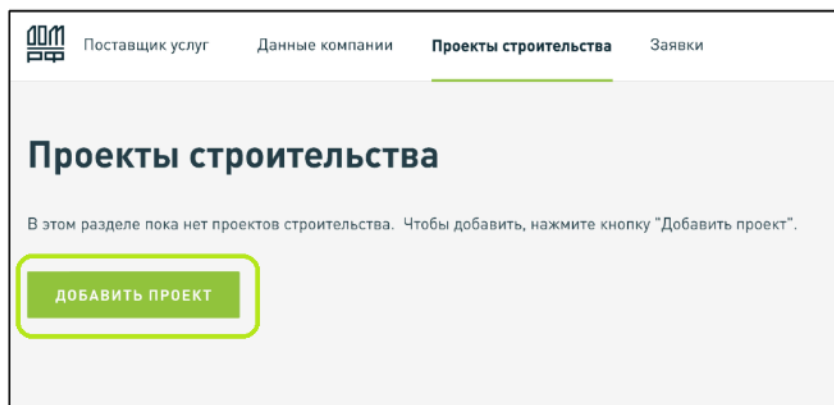 ДОМ
РФ
Поставщик услуг Данные компании Проекты строительства Заявки
Проекты строительства
В этом разделе пока нет проектов строительства. Чтобы добавить, нажмите кнопку "Добавить проект".
ДОБАВИТЬ ПРОЕКТ